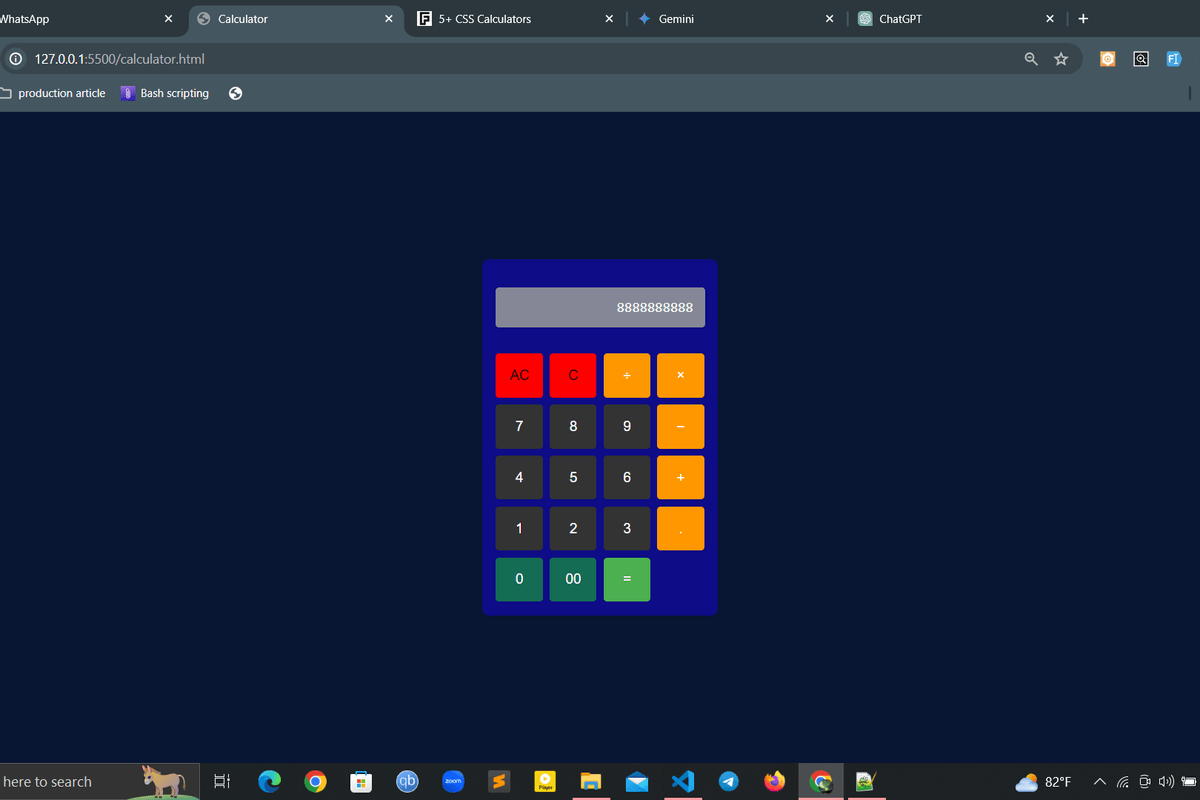 WhatsApp
Calculator
5+ CSS Calculators
Gemini
ChatGPT
127.0.0.1:5500/calculator.html
production article
Bash scripting
8888888888
AC C ÷ ×
7 8 9 −
4 5 6 +
1 2 3 .
0 00 =
here to search
qb
zoom
Player
82°F